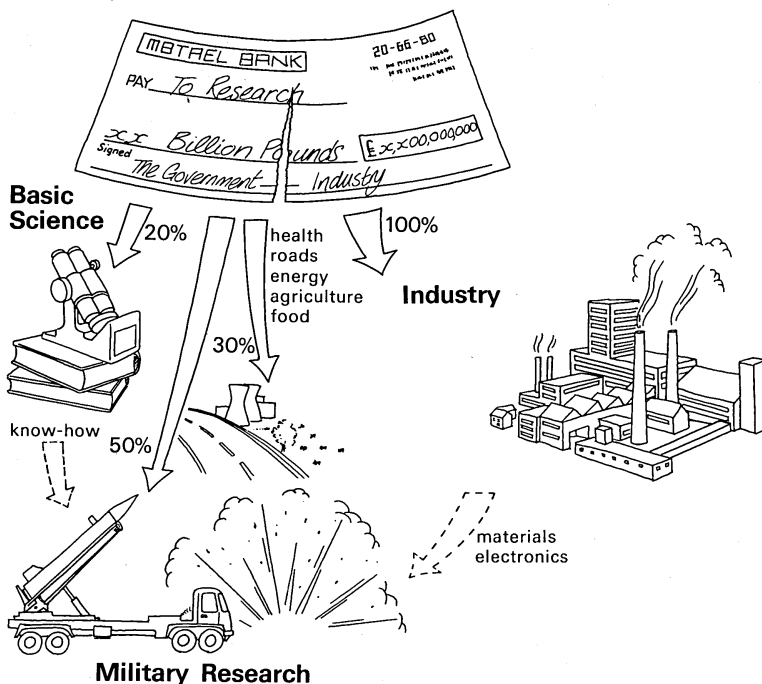 MBTAEL BANK
20-66-80
PAY To Research
xx Billion Pounds £x,x00,000,000
Signed
The Government Industry
Basic
Science
20%
health
roads
energy
agriculture
food
100%
Industry
30%
know-how
50%
materials
electronics
Military Research